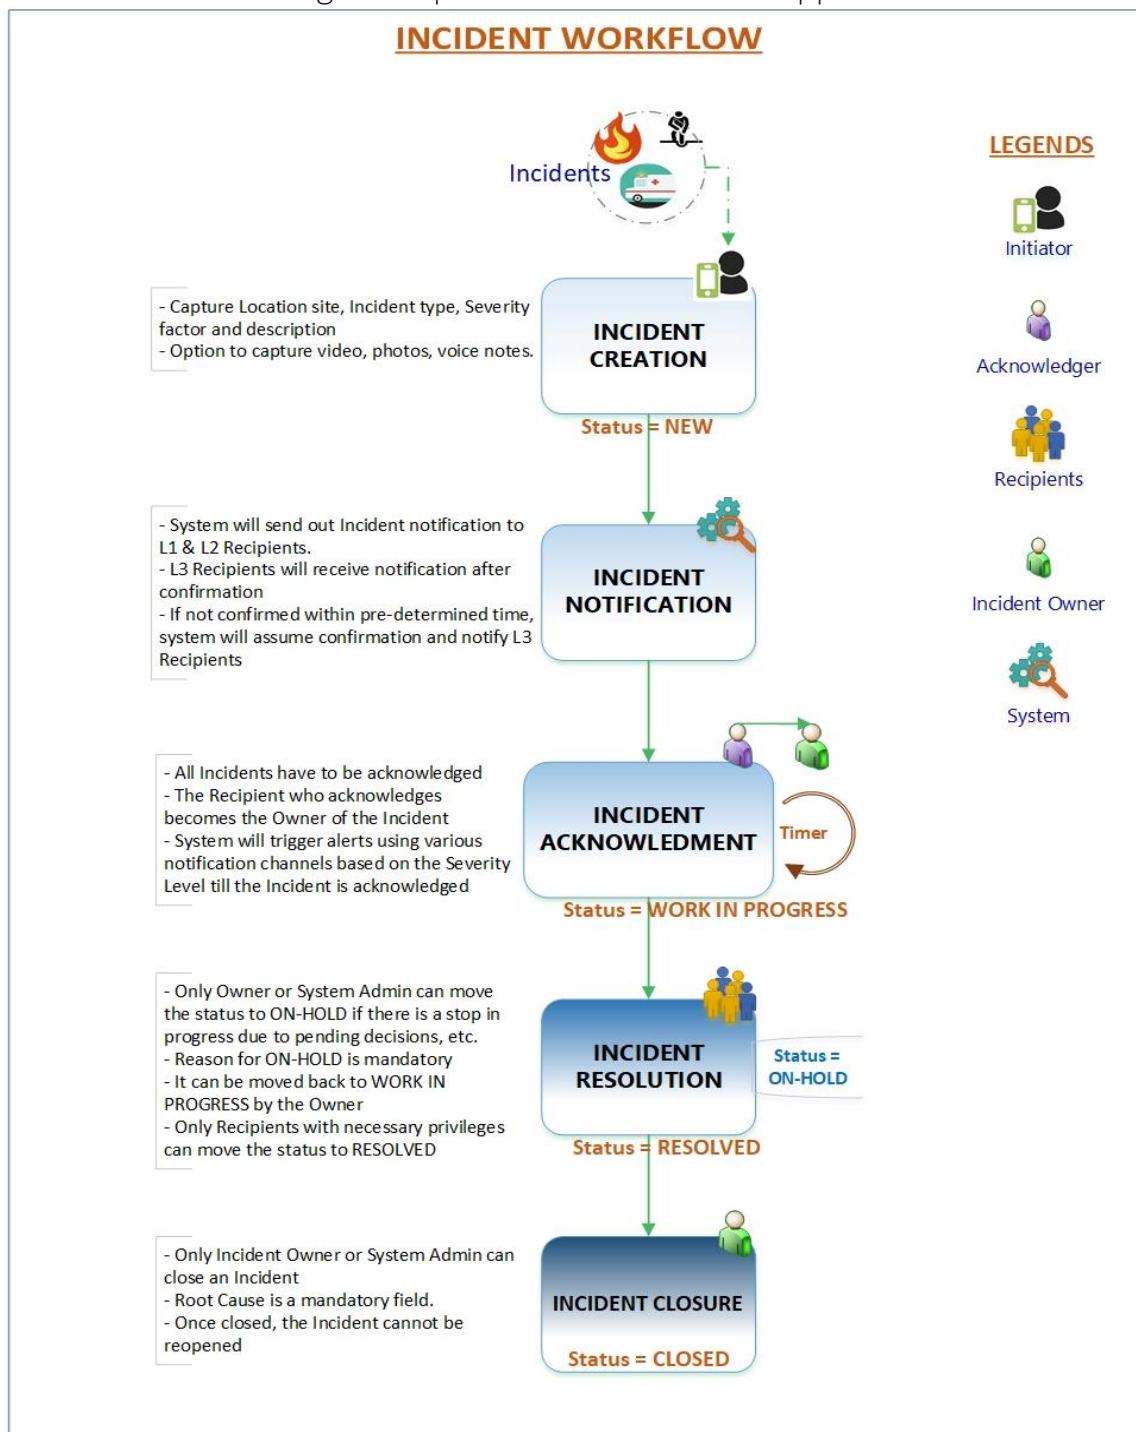 INCIDENT WORKFLOW
Incidents
LEGENDS
Initiator
Acknowledger
Recipients
Incident Owner
System
- Capture Location site, Incident type, Severity
factor and description
- Option to capture video, photos, voice notes.
INCIDENT
CREATION
Status = NEW
- System will send out Incident notification to
L1 & L2 Recipients.
- L3 Recipients will receive notification after
confirmation
- If not confirmed within pre-determined time,
system will assume confirmation and notify L3
Recipients
INCIDENT
NOTIFICATION
- All Incidents have to be acknowledged
- The Recipient who acknowledges
becomes the Owner of the Incident
- System will trigger alerts using various
notification channels based on the Severity
Level till the Incident is acknowledged
INCIDENT
ACKNOWLEDMENT
Timer
Status = WORK IN PROGRESS
- Only Owner or System Admin can move
the status to ON-HOLD if there is a stop in
progress due to pending decisions, etc.
- Reason for ON-HOLD is mandatory
- It can be moved back to WORK IN
PROGRESS by the Owner
- Only Recipients with necessary privileges
can move the status to RESOLVED
INCIDENT
RESOLUTION
Status =
ON-HOLD
Status = RESOLVED
- Only Incident Owner or System Admin can
close an Incident
- Root Cause is a mandatory field.
- Once closed, the Incident cannot be
reopened
INCIDENT CLOSURE
Status = CLOSED